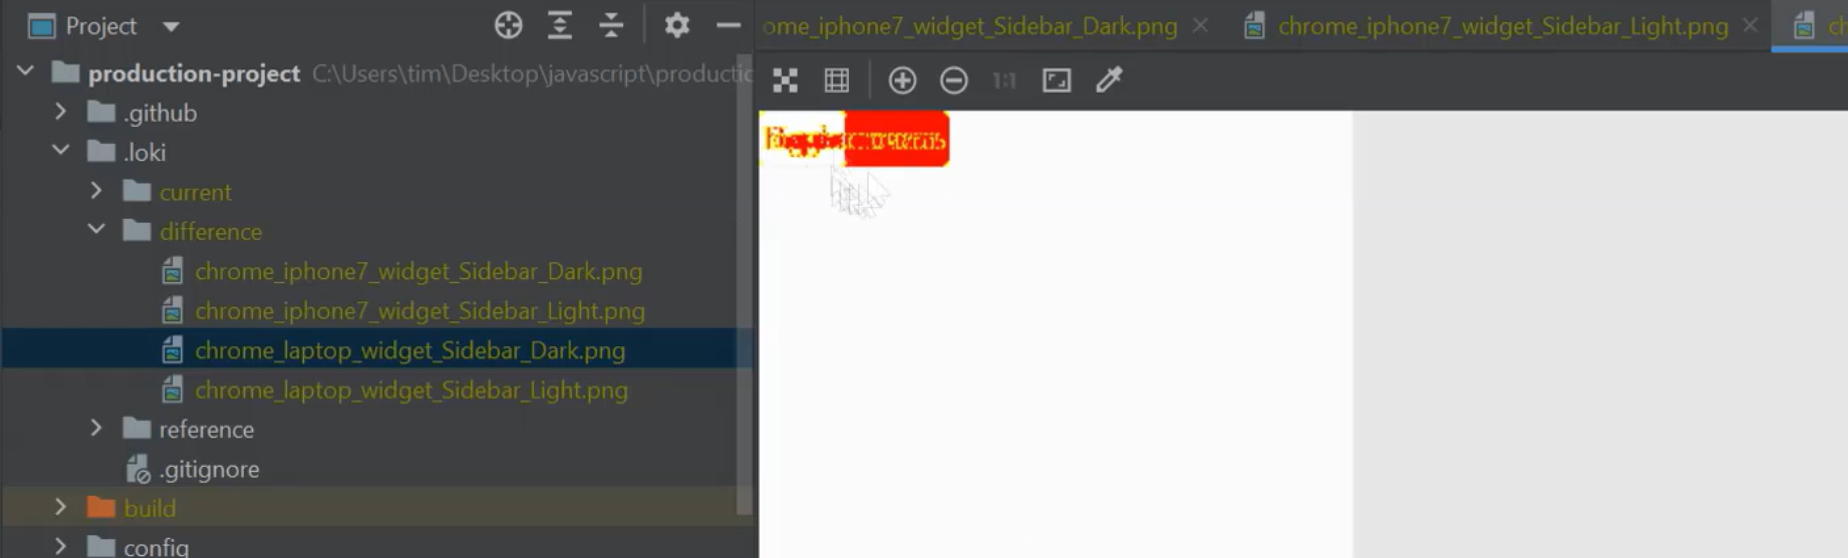 Project
ome_iphone7_widget_Sidebar_Dark.png
chrome_iphone7_widget_Sidebar_Light.png
ch
production-project C:\Users\tim\Desktop\javascript\productic
1:1
.github
.loki
current
difference
chrome_iphone7_widget_Sidebar_Dark.png
chrome_iphone7_widget_Sidebar_Light.png
chrome_laptop_widget_Sidebar_Dark.png
chrome_laptop_widget_Sidebar_Light.png
reference
.gitignore
build
config